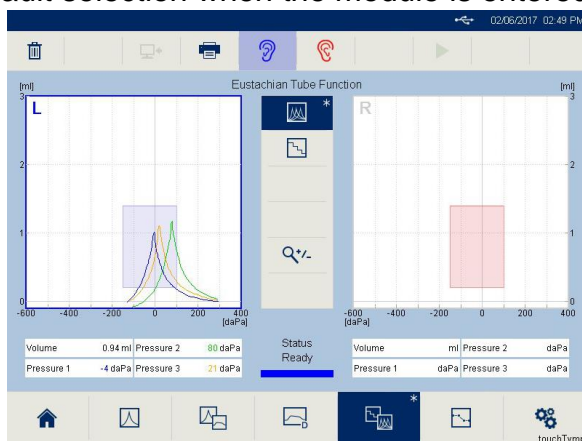 ault selection when the module is entered
02/06/2017 02:49 PM
Eustachian Tube Function
[ml]
[ml]
L
R
*
3
2
1
0
-600 -400 -200 0 200 400
[daPa]
3
2
1
0
-600 -400 -200 0 200 400
[daPa]
+/-
Volume 0.94 ml Pressure 2 80 daPa
Pressure 1 -4 daPa Pressure 3 21 daPa
Status
Ready
Volume ml Pressure 2 daPa
Pressure 1 daPa Pressure 3 daPa
D
*